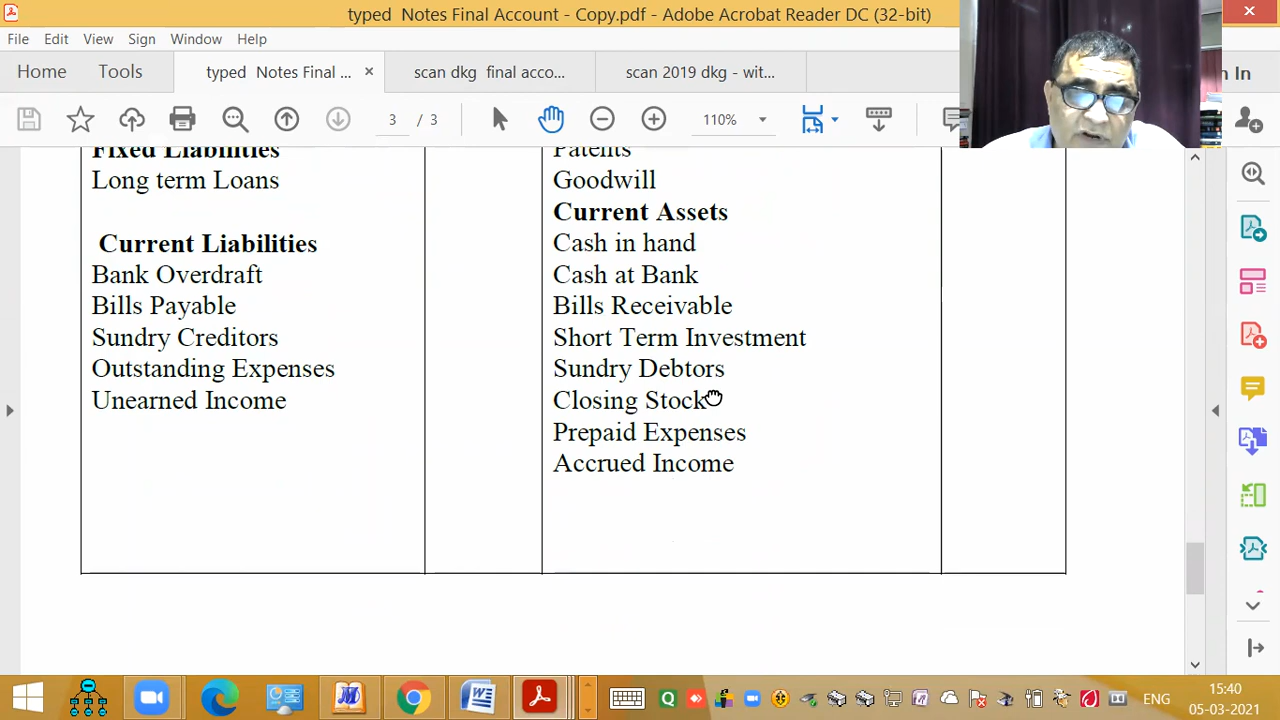 typed Notes Final Account - Copy.pdf - Adobe Acrobat Reader DC (32-bit)
File Edit View Sign Window Help
Home Tools typed Notes Final ... × scan dkg final acco... scan 2019 dkg - wit... n In
3 / 3 110%
Fixed Liabilities
Long term Loans
Current Liabilities
Bank Overdraft
Bills Payable
Sundry Creditors
Outstanding Expenses
Unearned Income
Patents
Goodwill
Current Assets
Cash in hand
Cash at Bank
Bills Receivable
Short Term Investment
Sundry Debtors
Closing Stock
Prepaid Expenses
Accrued Income
ENG
15:40
05-03-2021